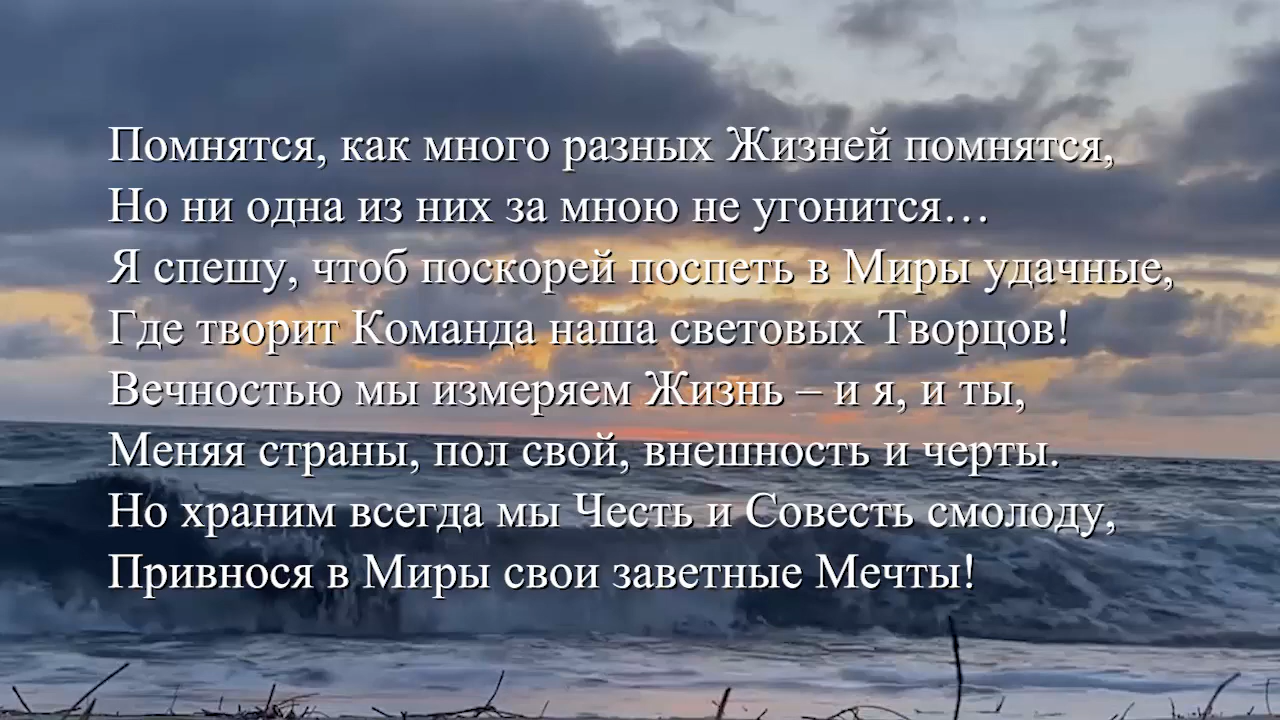 Помнятся, как много разных Жизней помнятся,
Но ни одна из них за мною не угонится…
Я спешу, чтоб поскорей поспеть в Миры удачные,
Где творит Команда наша световых Творцов!
Вечностью мы измеряем Жизнь – и я, и ты,
Меняя страны, пол свой, внешность и черты.
Но храним всегда мы Честь и Совесть смолоду,
Привнося в Миры свои заветные Мечты!